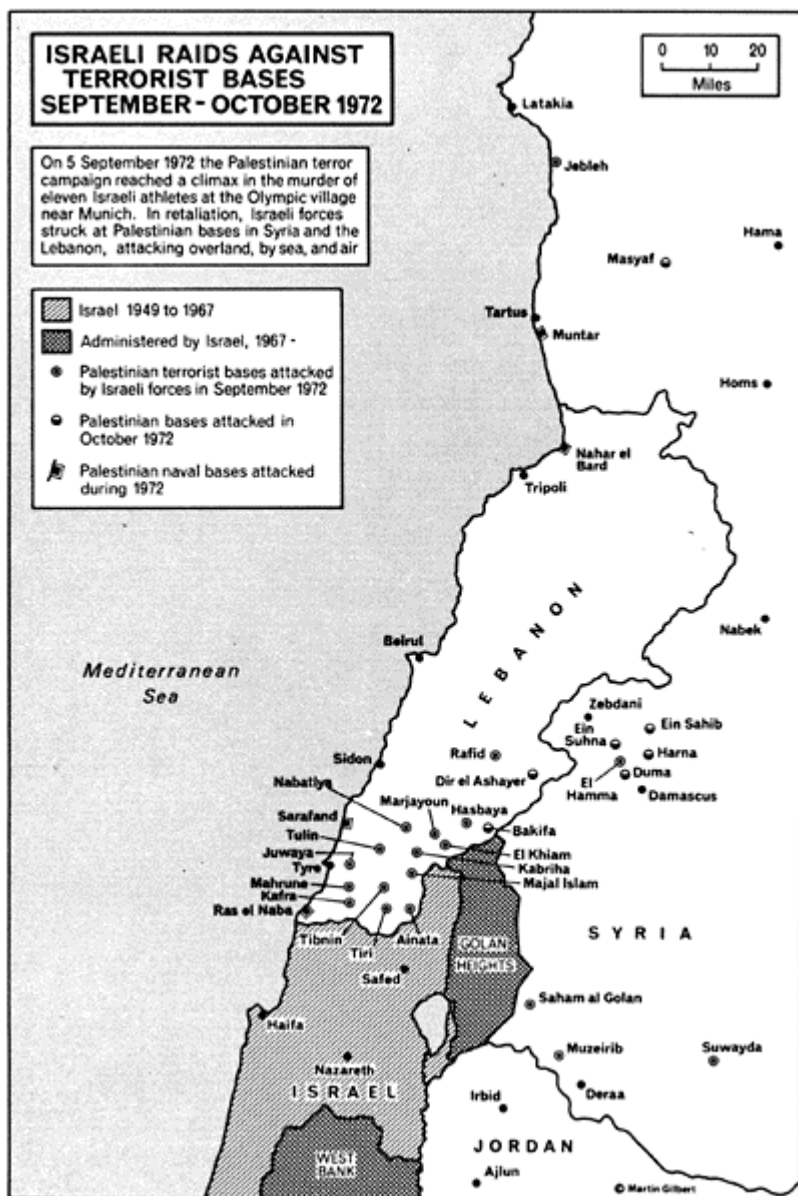 ISRAELI RAIDS AGAINST
TERRORIST BASES
SEPTEMBER - OCTOBER 1972
0 10 20
Miles
On 5 September 1972 the Palestinian terror
campaign reached a climax in the murder of
eleven Israeli athletes at the Olympic village
near Munich. In retaliation, Israeli forces
struck at Palestinian bases in Syria and the
Lebanon, attacking overland, by sea, and air
Israel 1949 to 1967
Administered by Israel, 1967 -
Palestinian terrorist bases attacked
by Israeli forces in September 1972
Palestinian bases attacked in
October 1972
Palestinian naval bases attacked
during 1972
Latakia
Jebleh
Hama
Masyaf
Tartus
Muntar
Homs
Nahar el
Bard
Tripoli
LEBANON
Nabek
Beirut
Mediterranean
Sea
Zebdani
Ein
Suhna
Ein Sahib
Harna
Duma
El
Hamma
Damascus
Rafid
Sidon
Dir el Ashayer
Nabatiye
Marjayoun
Hasbaya
Sarafand
Bakifa
Tulin
El Khiam
Juwaya
Kabriha
Tyre
Majal Islam
Mahrune
Kafra
Ras el Naba
Tibnin
Tiri
Ainata
GOLAN
HEIGHTS
SYRIA
Safed
Saham al Golan
Haifa
Muzeirib
Suwayda
Nazareth
Deraa
ISRAEL
Irbid
JORDAN
WEST
BANK
Ajlun
© Martin Gilbert